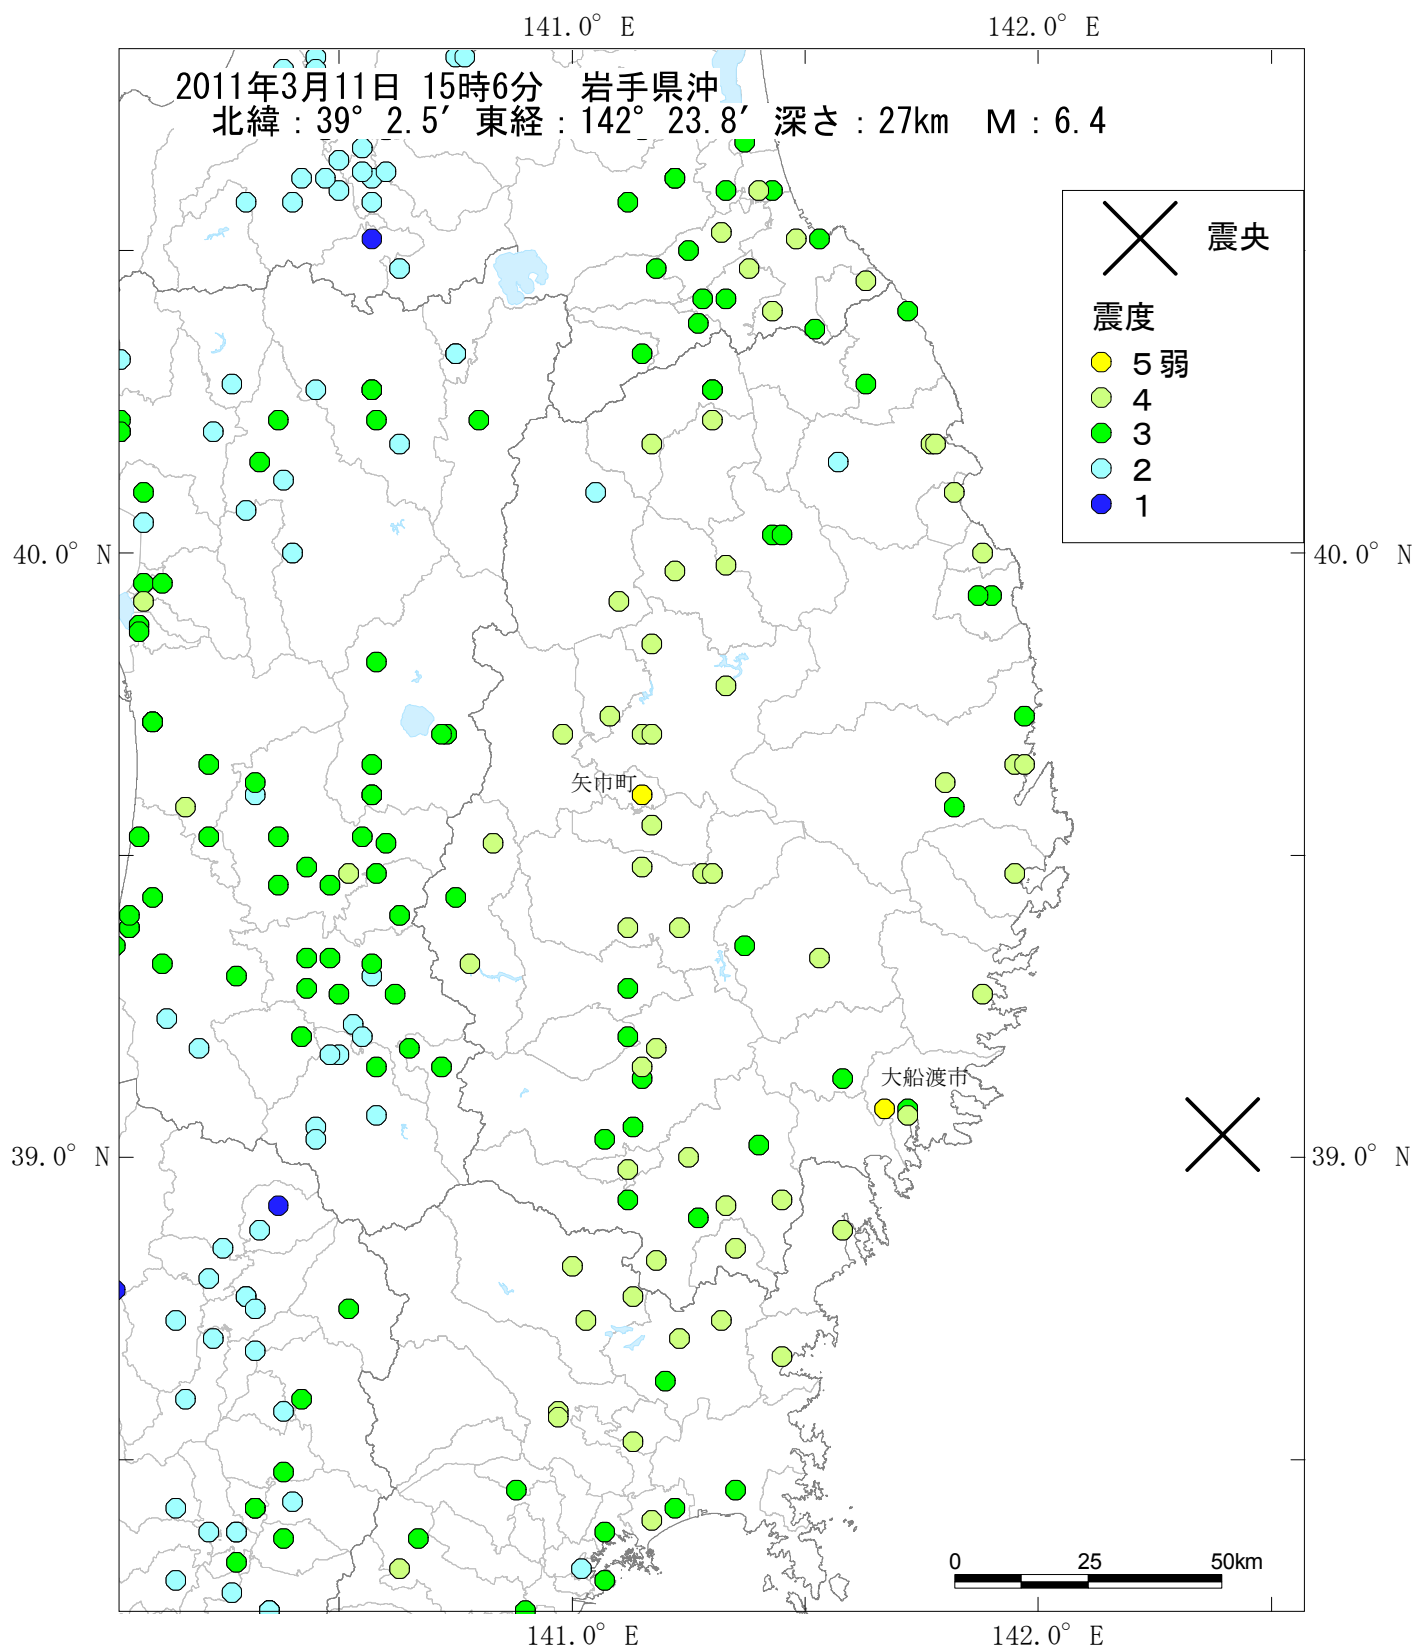 141.0° E 142.0° E
2011年3月11日 15時6分 岩手県沖
北緯：39° 2.5′ 東経：142° 23.8′ 深さ：27km M：6.4
震央
震度
5弱
4
3
2
1
40.0° N 40.0° N
矢巾町
大船渡市
39.0° N 39.0° N
0 25 50km
141.0° E 142.0° E